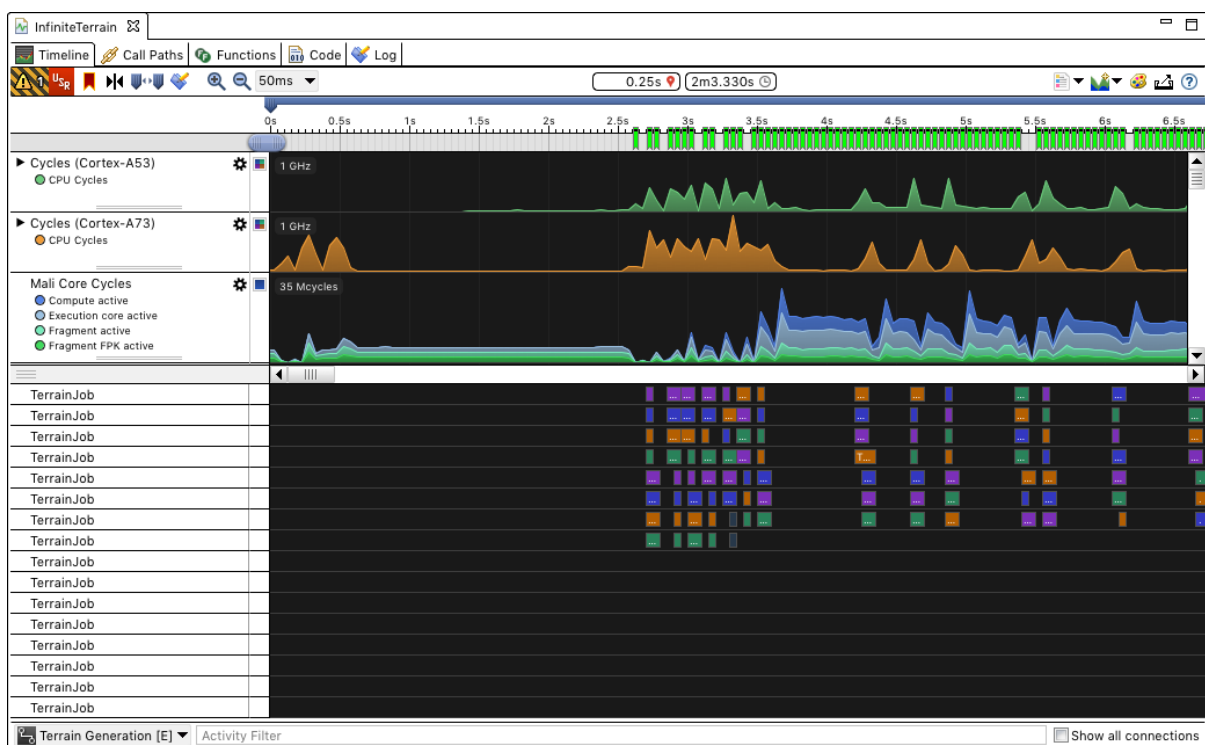 InfiniteTerrain
Timeline Call Paths Functions Code Log
1 USR 50ms 0.25s 2m3.330s
0s 0.5s 1s 1.5s 2s 2.5s 3s 3.5s 4s 4.5s 5s 5.5s 6s 6.5s
Cycles (Cortex-A53) 1 GHz
CPU Cycles
Cycles (Cortex-A73) 1 GHz
CPU Cycles
Mali Core Cycles 35 Mcycles
Compute active
Execution core active
Fragment active
Fragment FPK active
TerrainJob
TerrainJob
TerrainJob
TerrainJob T...
TerrainJob
TerrainJob
TerrainJob
TerrainJob
TerrainJob
TerrainJob
TerrainJob
TerrainJob
TerrainJob
TerrainJob
TerrainJob
TerrainJob
Terrain Generation [E] Activity Filter Show all connections